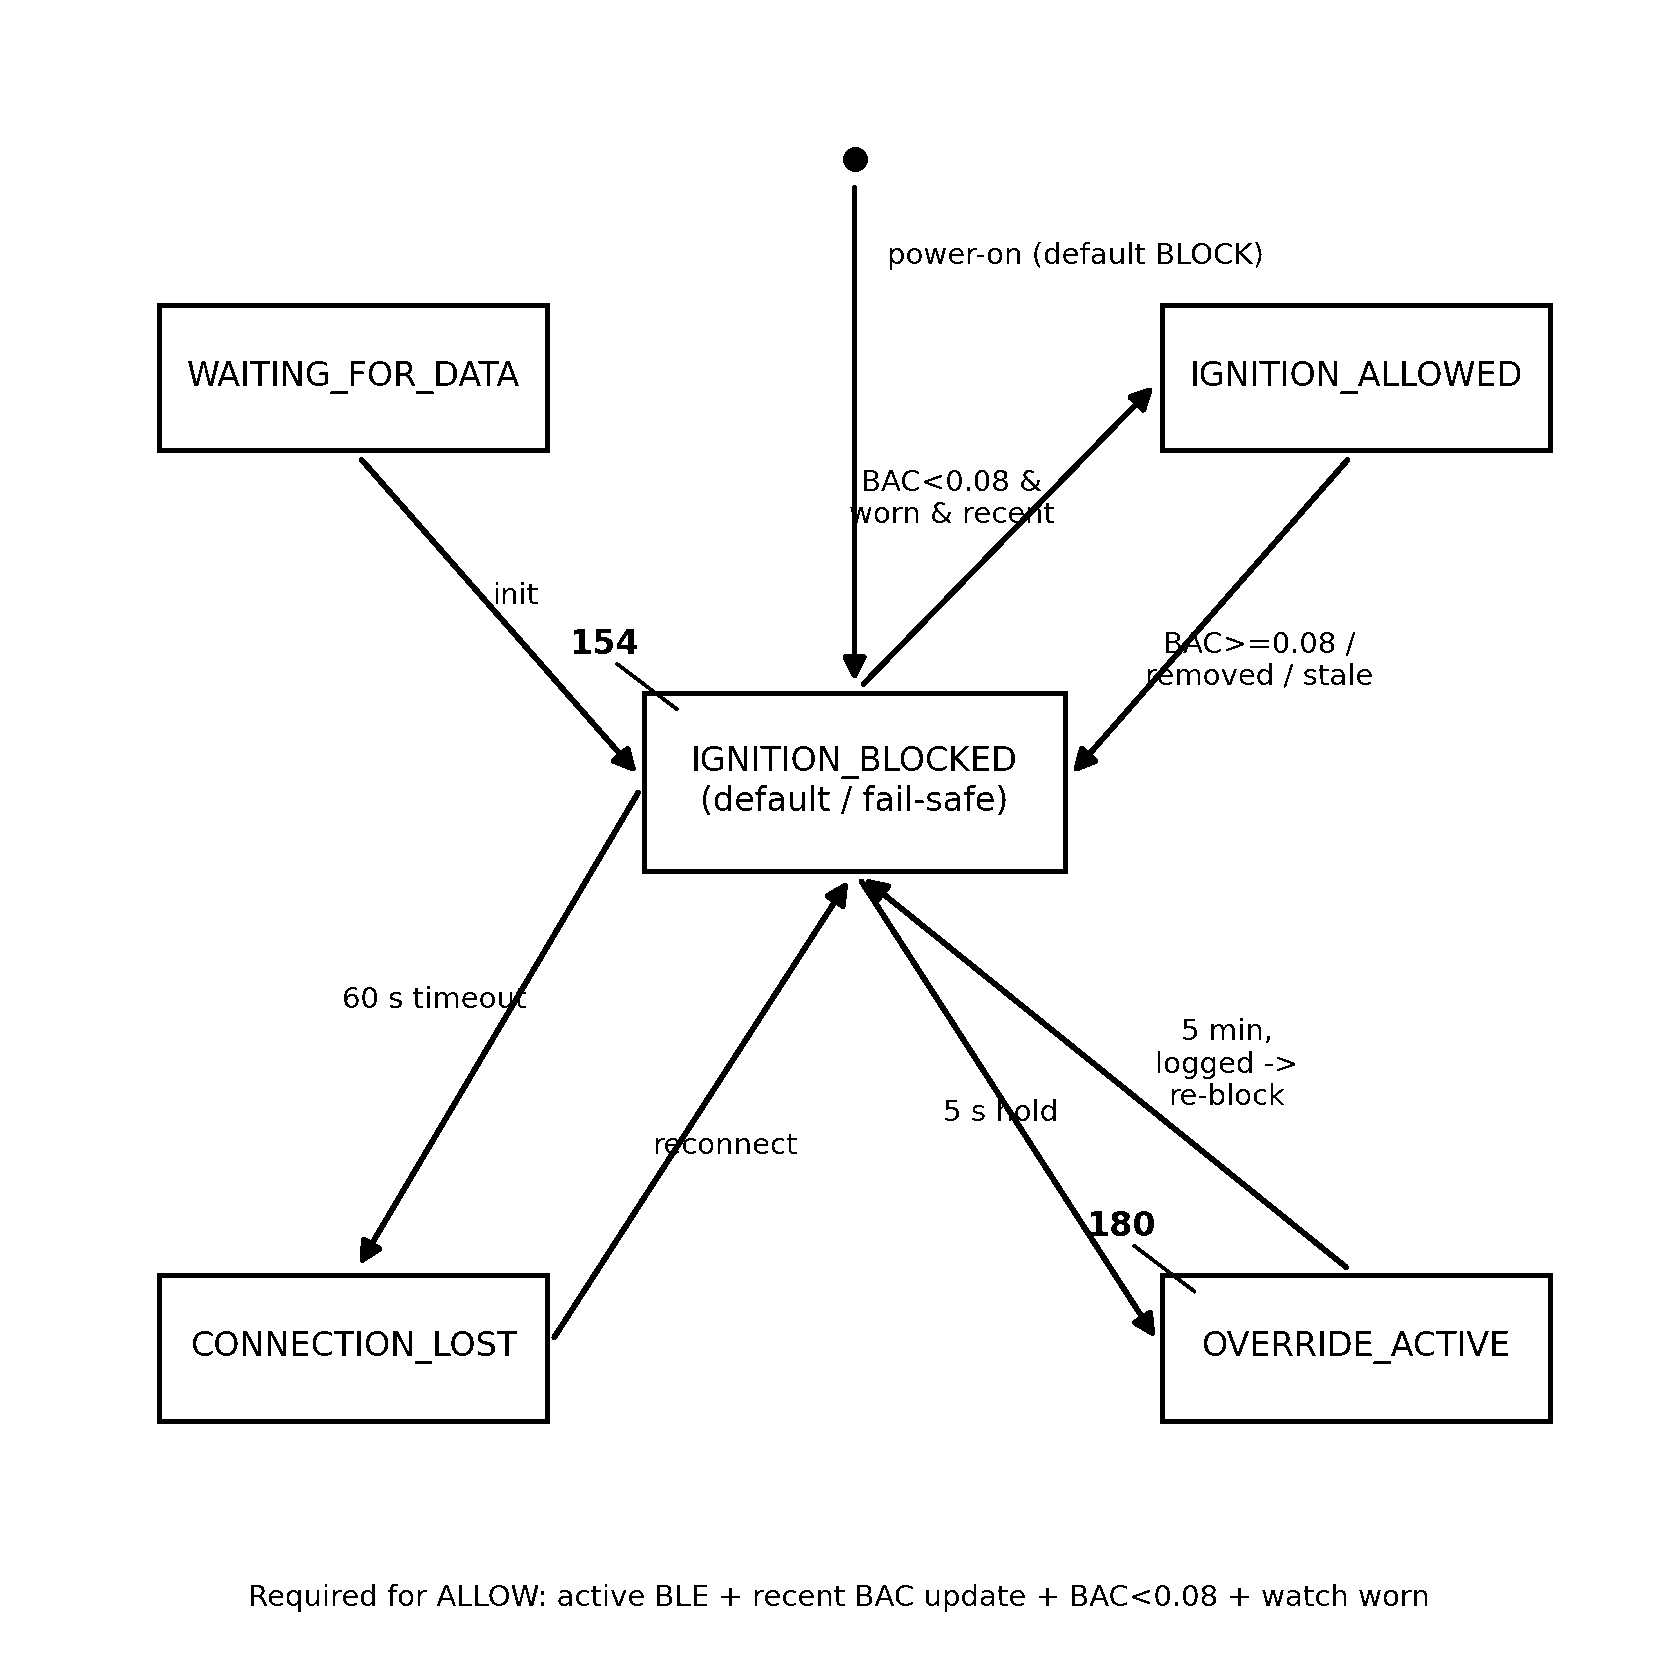 power-on (default BLOCK)
WAITING_FOR_DATA
IGNITION_ALLOWED
BAC<0.08 &
worn & recent
init
154
BAC>=0.08 /
removed / stale
IGNITION_BLOCKED
(default / fail-safe)
60 s timeout
5 min,
logged ->
re-block
5 s hold
reconnect
180
CONNECTION_LOST
OVERRIDE_ACTIVE
Required for ALLOW: active BLE + recent BAC update + BAC<0.08 + watch worn